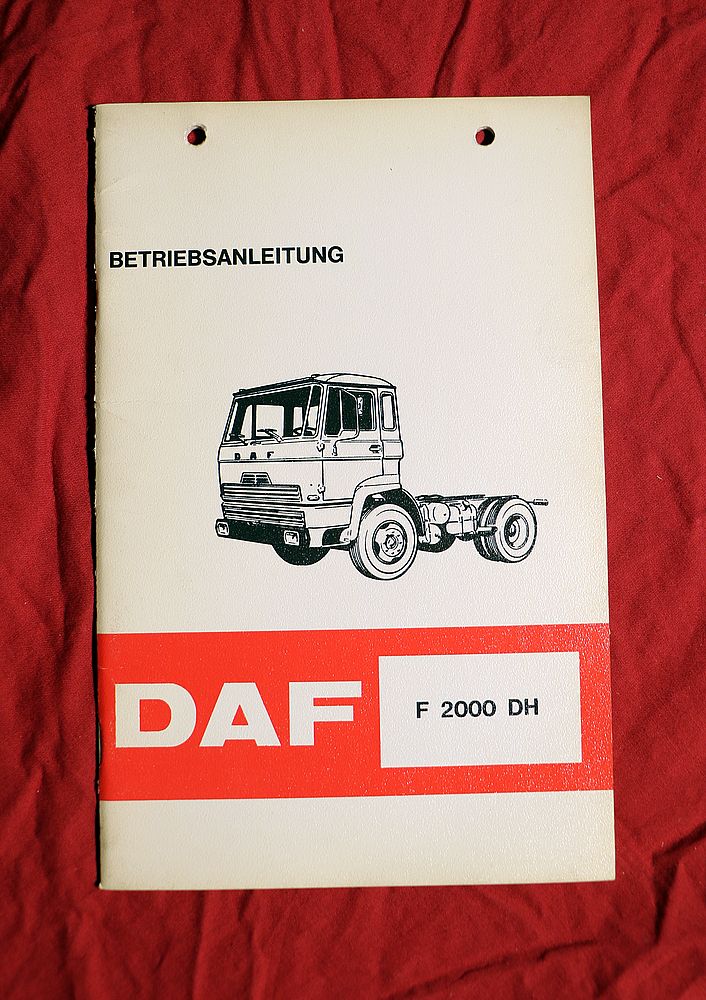 BETRIEBSANLEITUNG
DAF
DAF
F 2000 DH